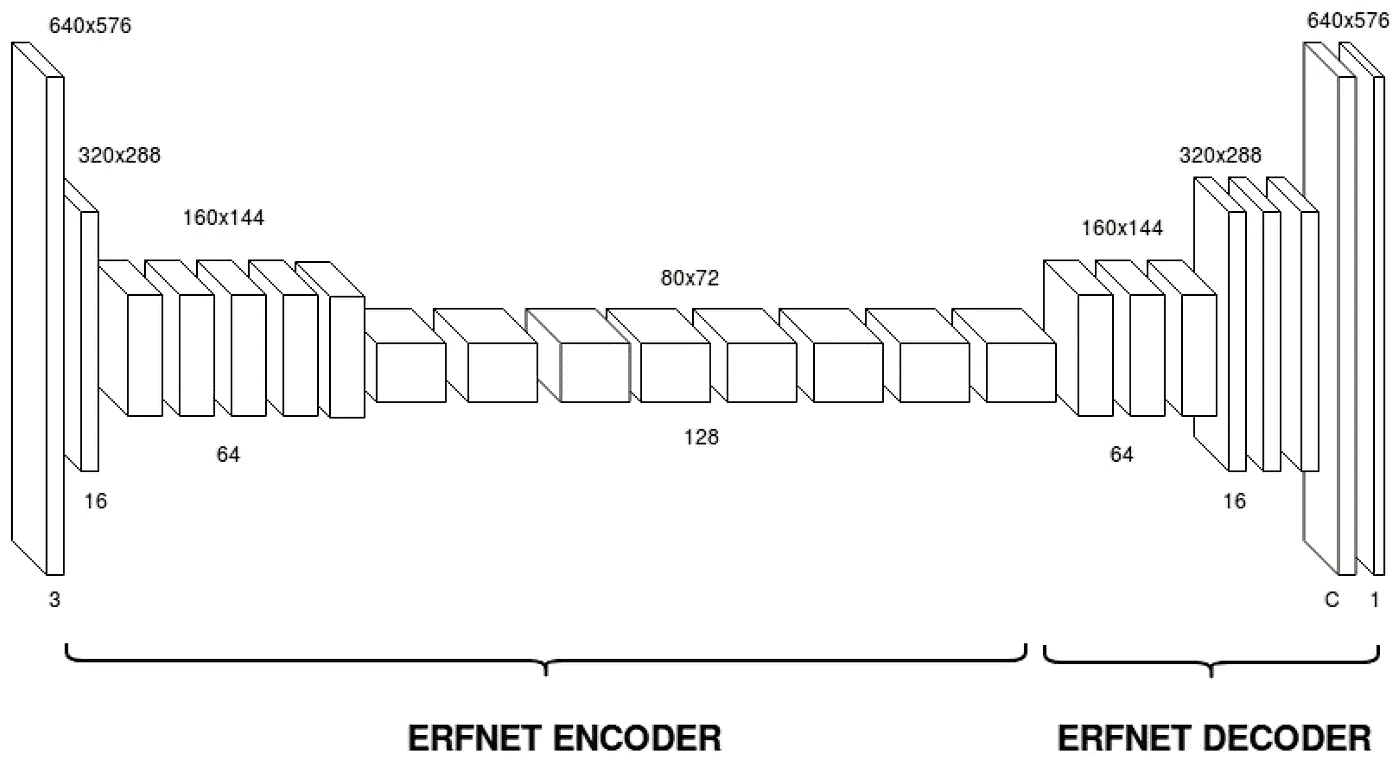 640x576
640x576
320x288
320x288
160x144
160x144
80x72
128
64
64
16
16
3
C
1
ERFNET ENCODER
ERFNET DECODER